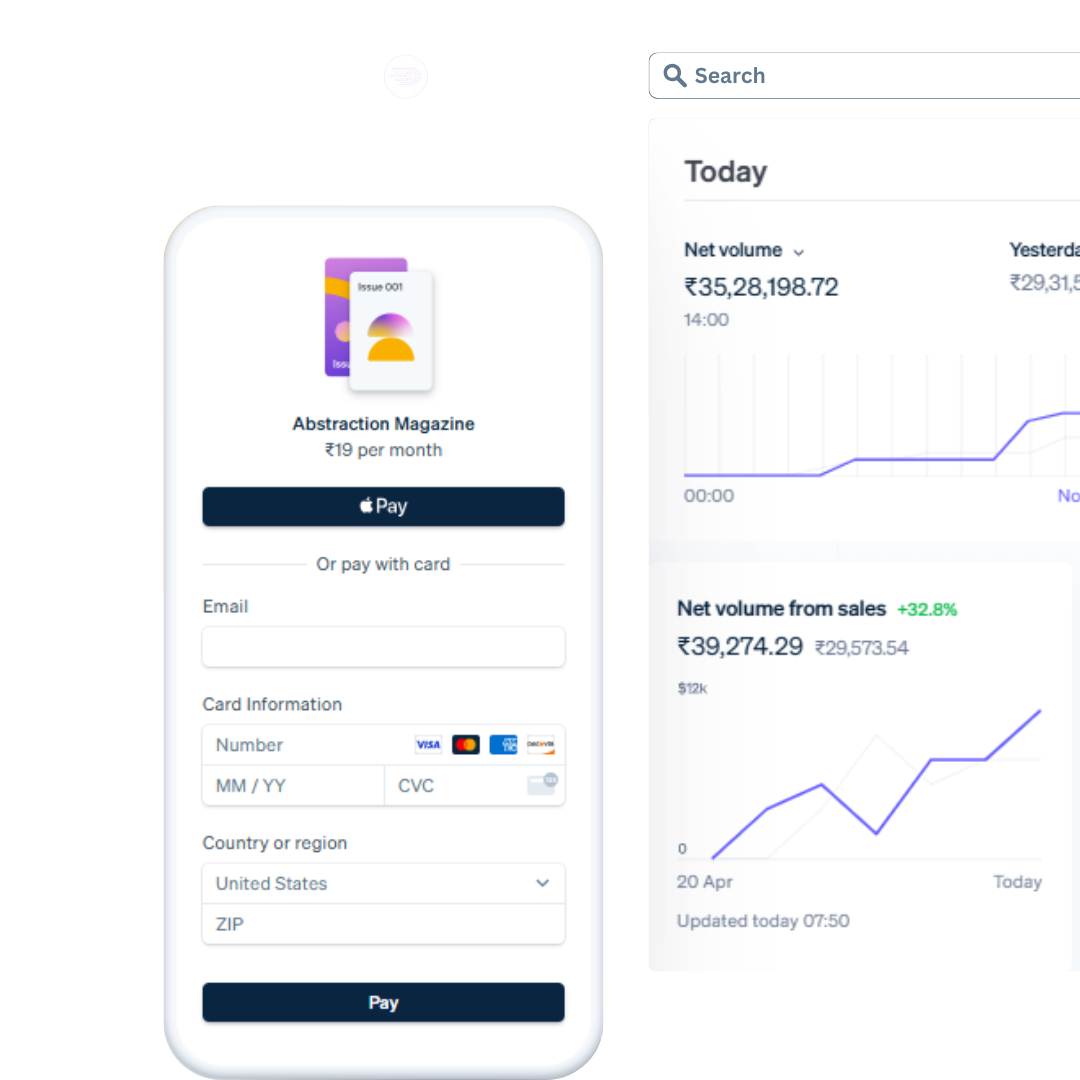 Search
Today
Net volume
₹35,28,198.72
14:00
Yesterda
₹29,31,5
00:00
No
Net volume from sales +32.8%
₹39,274.29 ₹29,573.54
$12k
0
20 Apr Today
Updated today 07:50
Issue 001
Issu
Abstraction Magazine
₹19 per month
Pay
Or pay with card
Email
Card Information
Number VISA DISCOVER
MM / YY CVC
Country or region
United States
ZIP
Pay